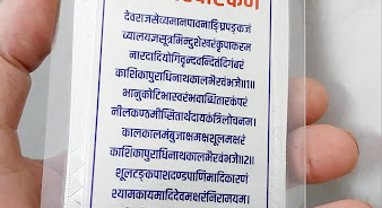 देवराजसेव्यमानपावनाङ्घ्रिपङ्कजं
व्यालयज्ञसूत्रमिन्दुशेखरं कृपाकरम
नारदादियोगिवृन्दवन्दितं दिगंबरं
काशिकापुराधिनाथकालभैरवंभजे॥१॥
भानुकोटिभास्वरंभवाब्धितारकंपरं
नीलकण्ठमीप्सितार्थदायकंत्रिलोचनम।
कालकालमंबुजाक्षमक्षशूलमक्षरं
काशिकापुराधिनाथकालभैरवंभजे॥२॥
शूलटङ्कपाशदण्डपाणिमादिकारणं
श्यामकायमादिदेवमक्षरंनिरामयम।